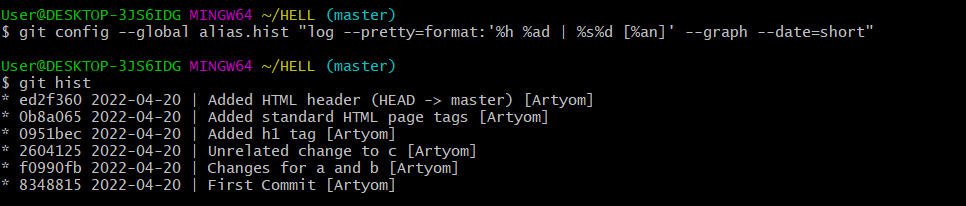 User@DESKTOP-3JS6IDG MINGW64 ~/HELL (master)
$ git config --global alias.hist "log --pretty=format:'%h %ad | %s%d [%an]' --graph --date=short"
User@DESKTOP-3JS6IDG MINGW64 ~/HELL (master)
$ git hist
* ed2f360 2022-04-20 | Added HTML header (HEAD -> master) [Artyom]
* 0b8a065 2022-04-20 | Added standard HTML page tags [Artyom]
* 0951bec 2022-04-20 | Added h1 tag [Artyom]
* 2604125 2022-04-20 | Unrelated change to c [Artyom]
* f0990fb 2022-04-20 | Changes for a and b [Artyom]
* 8348815 2022-04-20 | First Commit [Artyom]